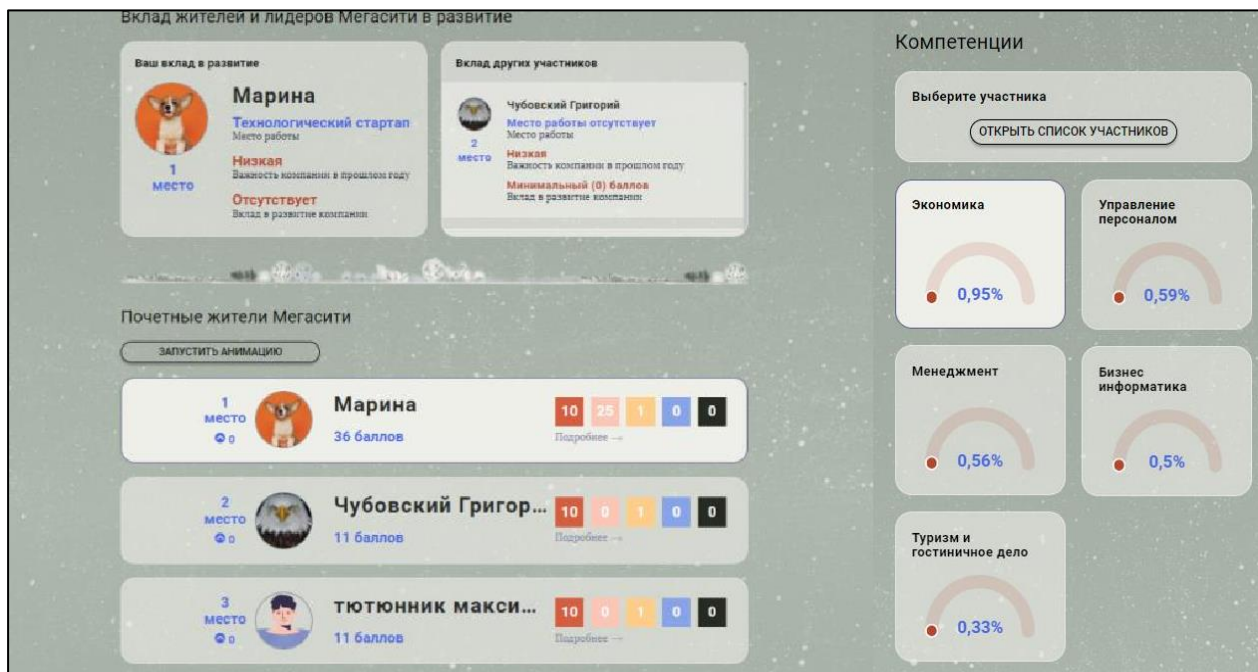 Вклад жителей и лидеров Мегасити в развитие
Ваш вклад в развитие
Марина
Технологический стартап
Место работы
1
место
Низкая
Важность компании в прошлом году
Отсутствует
Вклад в развитие компании
Вклад других участников
Чубовский Григорий
Место работы отсутствует
Место работы
2
место
Низкая
Важность компании в прошлом году
Минимальный (0) баллов
Вклад в развитие компании
Почетные жители Мегасити
ЗАПУСТИТЬ АНИМАЦИЮ
1
место
0
Марина
36 баллов
10 25 1 0 0
Подробнее →
2
место
0
Чубовский Григор...
11 баллов
10 0 1 0 0
Подробнее →
3
место
0
тютюнник макси...
11 баллов
10 0 1 0 0
Подробнее →
Компетенции
Выберите участника
ОТКРЫТЬ СПИСОК УЧАСТНИКОВ
Экономика
0,95%
Управление
персоналом
0,59%
Менеджмент
0,56%
Бизнес
информатика
0,5%
Туризм и
гостиничное дело
0,33%